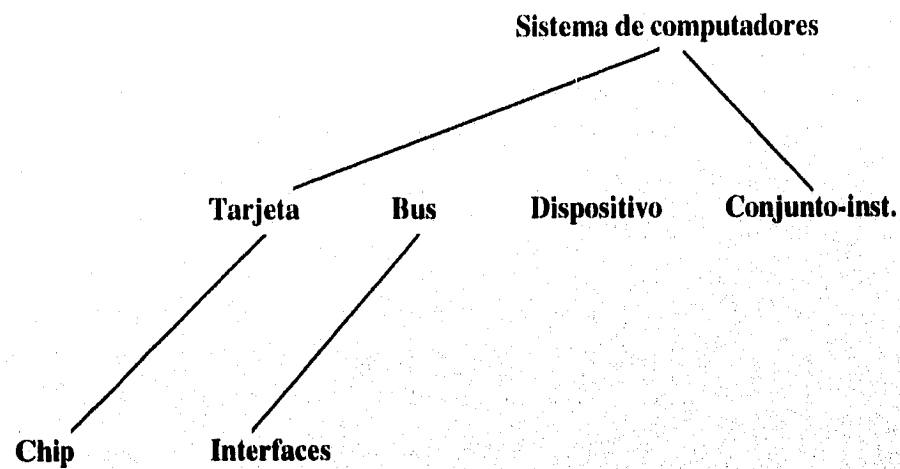 Sistema de computadores
Tarjeta Bus Dispositivo Conjunto-inst.
Chip Interfaces